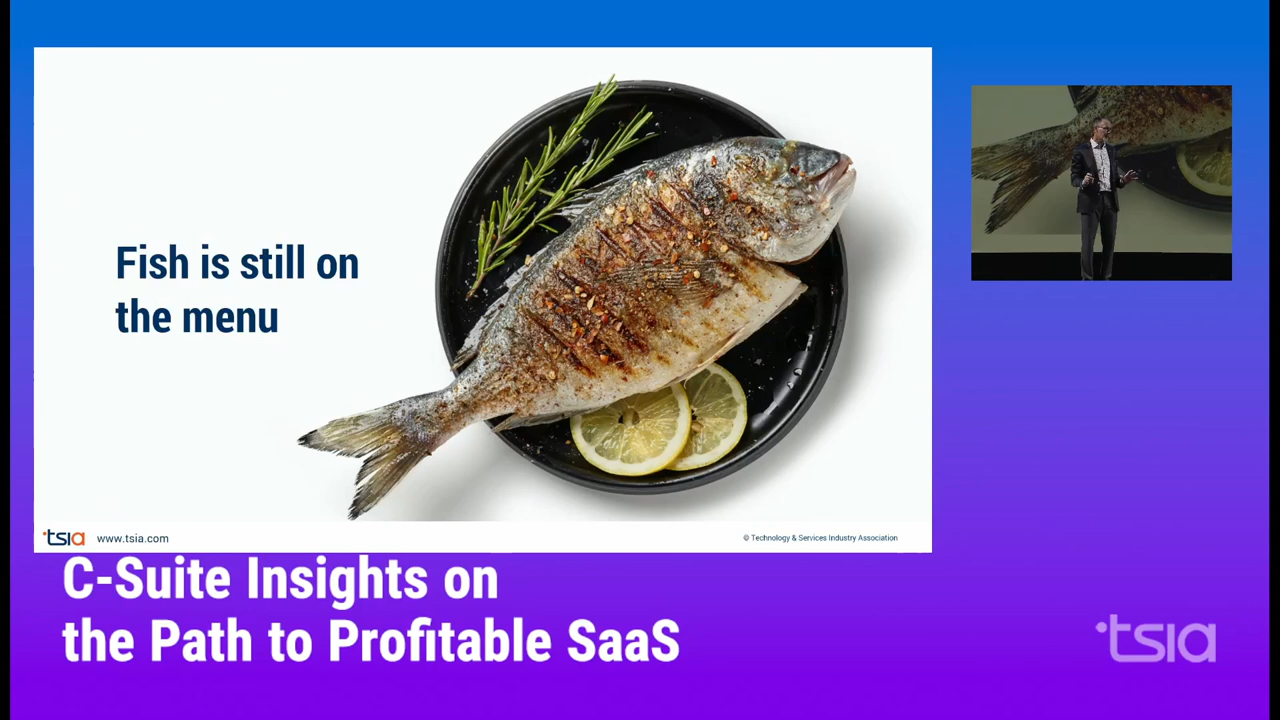 Fish is still on
the menu
tsia www.tsia.com
© Technology & Services Industry Association
C-Suite Insights on
the Path to Profitable SaaS
tsia